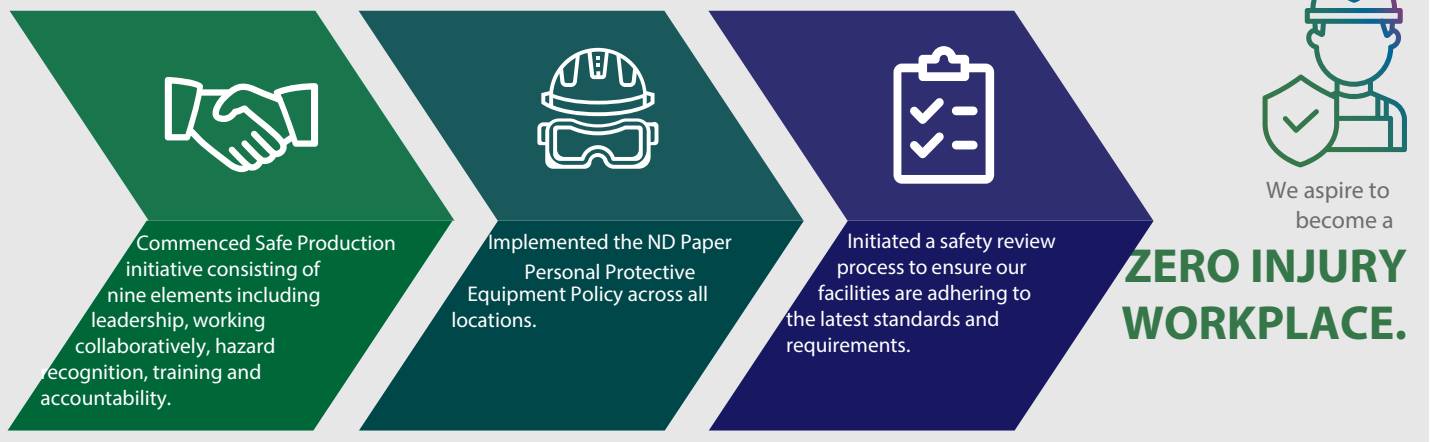 Commenced Safe Production
initiative consisting of
nine elements including
leadership, working
collaboratively, hazard
recognition, training and
accountability.
Implemented the ND Paper
Personal Protective
Equipment Policy across all
locations.
Initiated a safety review
process to ensure our
facilities are adhering to
the latest standards and
requirements.
We aspire to
become a
ZERO INJURY
WORKPLACE.